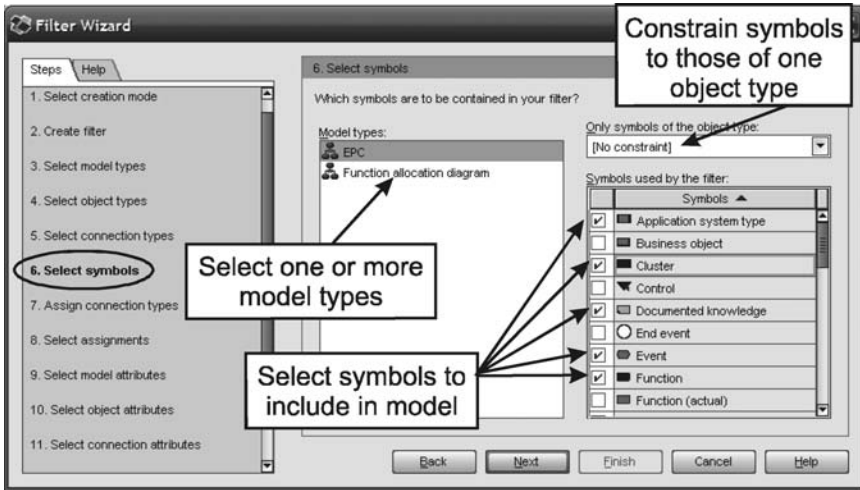 Filter Wizard
Constrain symbols
to those of one
object type
Steps
Help
1. Select creation mode
2. Create filter
3. Select model types
4. Select object types
5. Select connection types
6. Select symbols
7. Assign connection types
8. Select assignments
9. Select model attributes
10. Select object attributes
11. Select connection attributes
6. Select symbols
Which symbols are to be contained in your filter?
Model types:
EPC
Function allocation diagram
Only symbols of the object type:
[No constraint]
Symbols used by the filter:
Symbols
Application system type
Business object
Cluster
Control
Documented knowledge
End event
Event
Function
Function (actual)
Select one or more
model types
Select symbols to
include in model
Back
Next
Finish
Cancel
Help